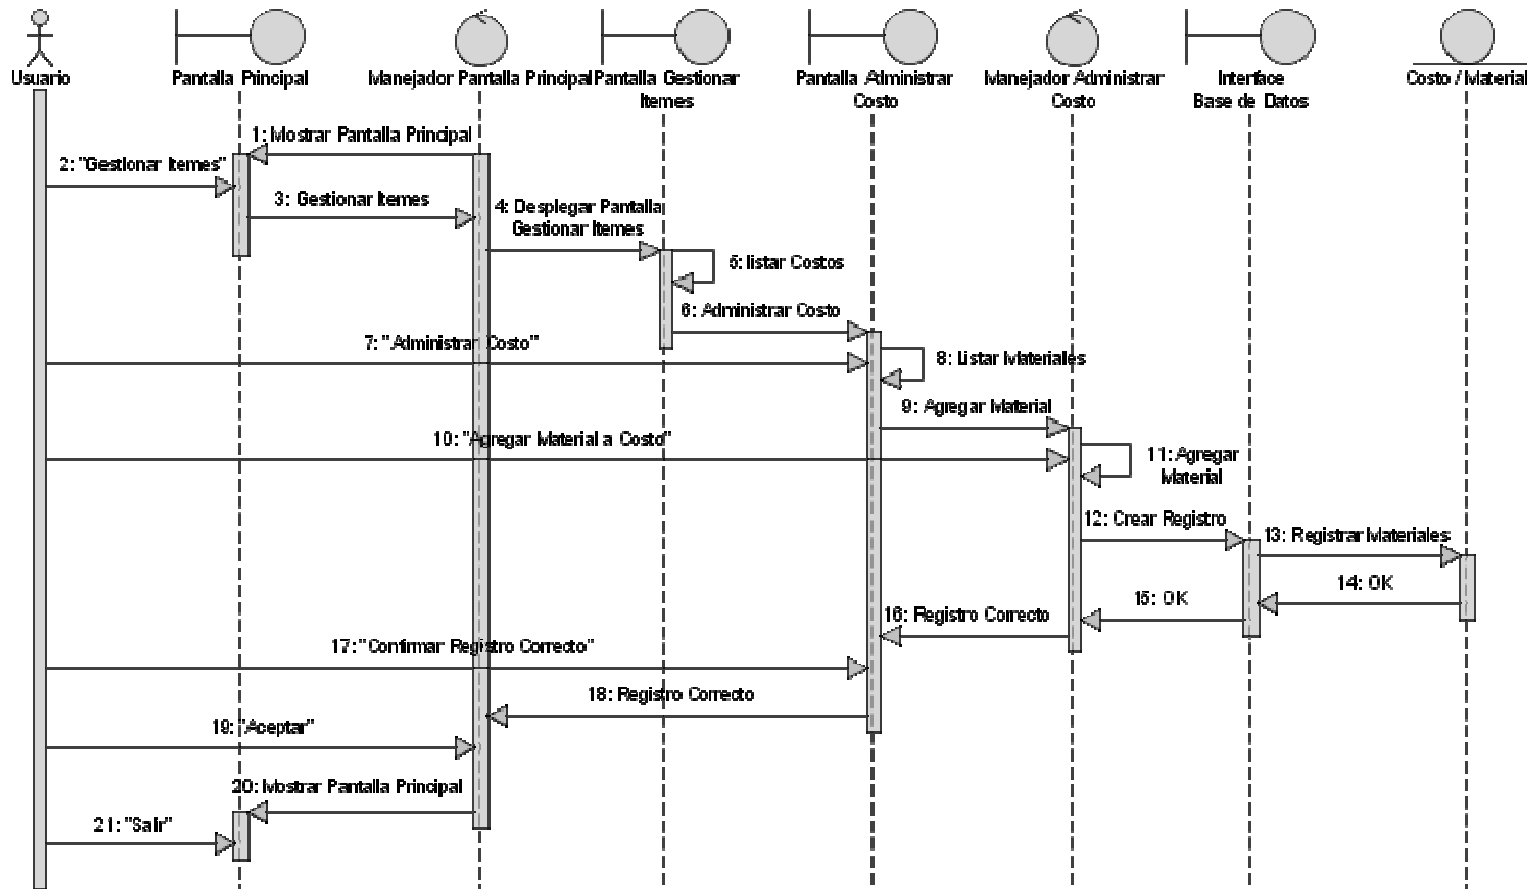 Usuario
Pantalla Principal
Manejador Pantalla Principal
Pantalla Gestionar
Itemes
Pantalla Administrar
Costo
Manejador Administrar
Costo
Interface
Base de Datos
Costo / Material
1: Mostrar Pantalla Principal
2: "Gestionar Itemes"
3: Gestionar Itemes
4: Desplegar Pantalla
Gestionar Itemes
5: listar Costos
6: Administrar Costo
7: "Administrar Costo"
8: Listar Materiales
9: Agregar Material
10: "Agregar Material a Costo"
11: Agregar
Material
12: Crear Registro
13: Registrar Materiales
14: OK
15: OK
16: Registro Correcto
17: "Confirmar Registro Correcto"
18: Registro Correcto
19: "Aceptar"
20: Mostrar Pantalla Principal
21: "Salir"